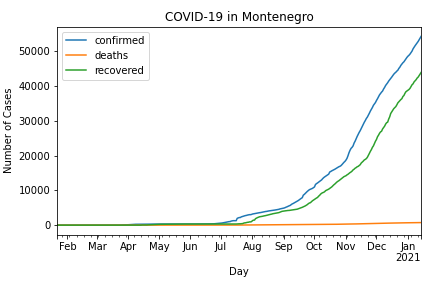 COVID-19 in Montenegro
confirmed
deaths
recovered
Number of Cases
50000
40000
30000
20000
10000
0
Feb Mar Apr May Jun Jul Aug Sep Oct Nov Dec Jan
2021
Day